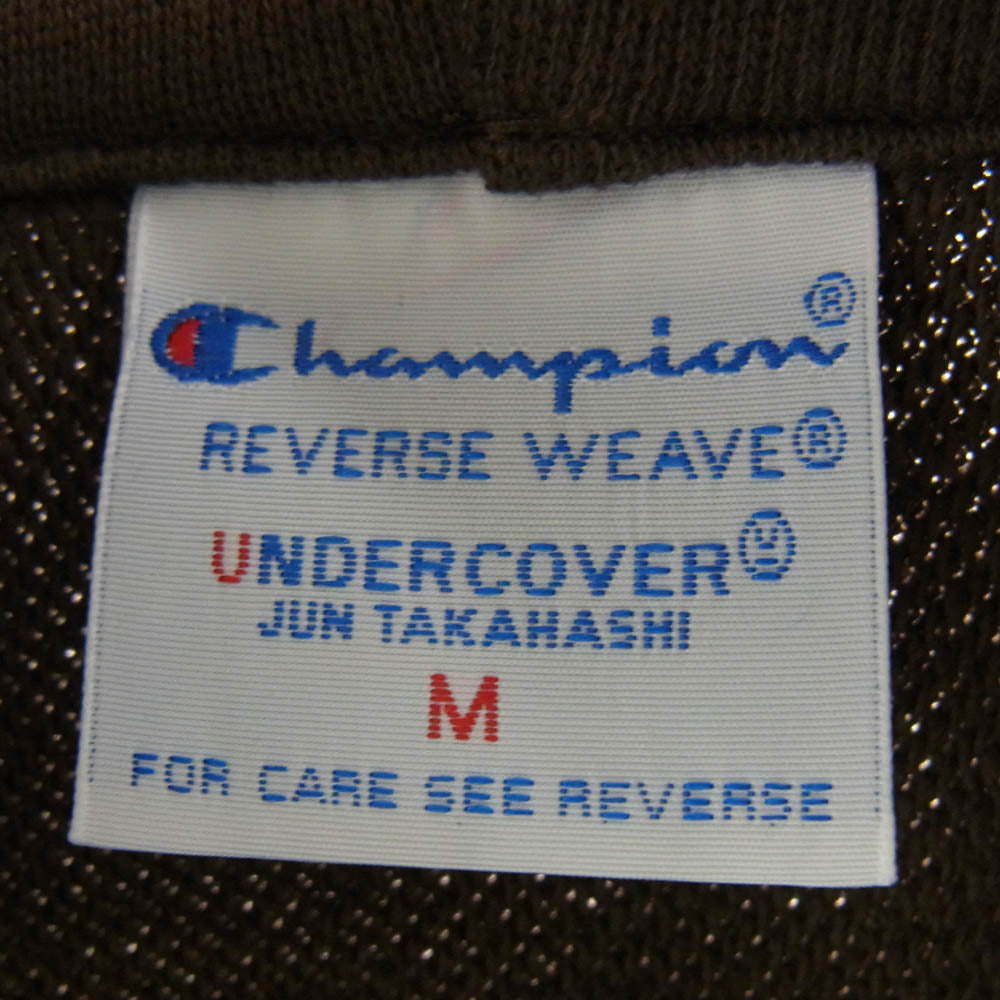 Champion®
REVERSE WEAVE®
UNDERCOVER Ⓤ
JUN TAKAHASHI
M
FOR CARE SEE REVERSE